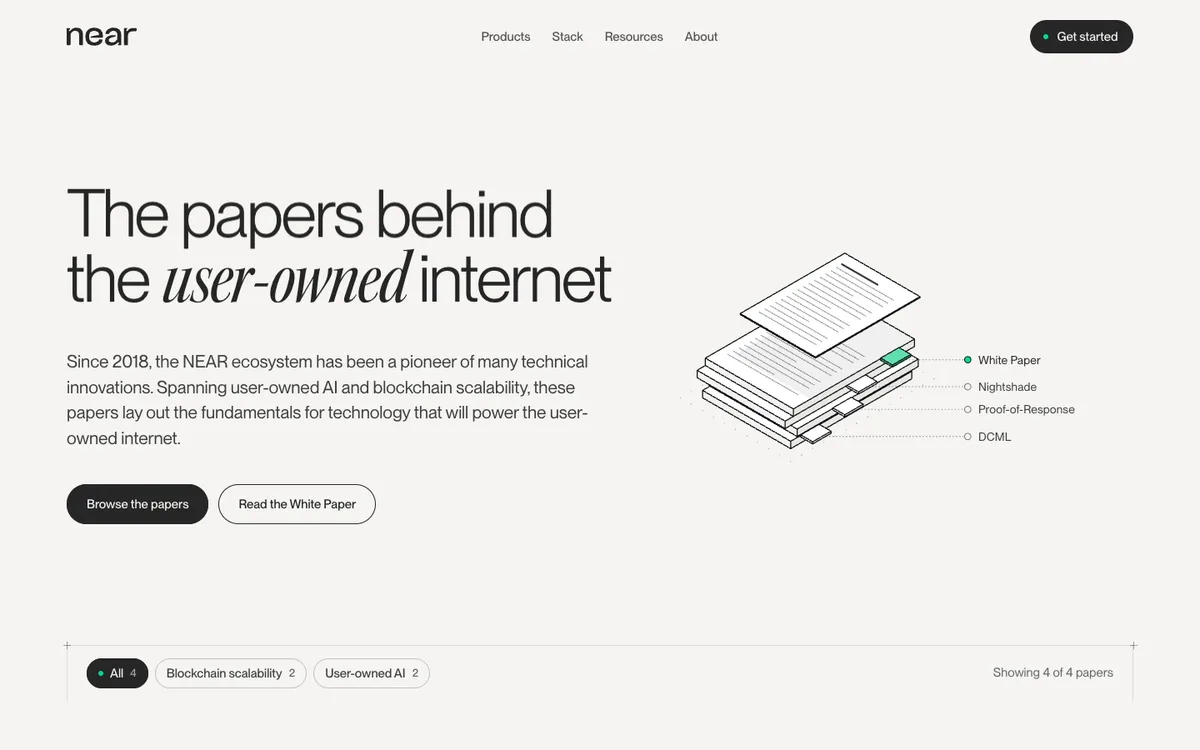 near
Products
Stack
Resources
About
Get started
The papers behind
the user-owned internet
Since 2018, the NEAR ecosystem has been a pioneer of many technical
innovations. Spanning user-owned AI and blockchain scalability, these
papers lay out the fundamentals for technology that will power the user-
owned internet.
Browse the papers
Read the White Paper
White Paper
Nightshade
Proof-of-Response
DCML
All 4
Blockchain scalability 2
User-owned AI 2
Showing 4 of 4 papers